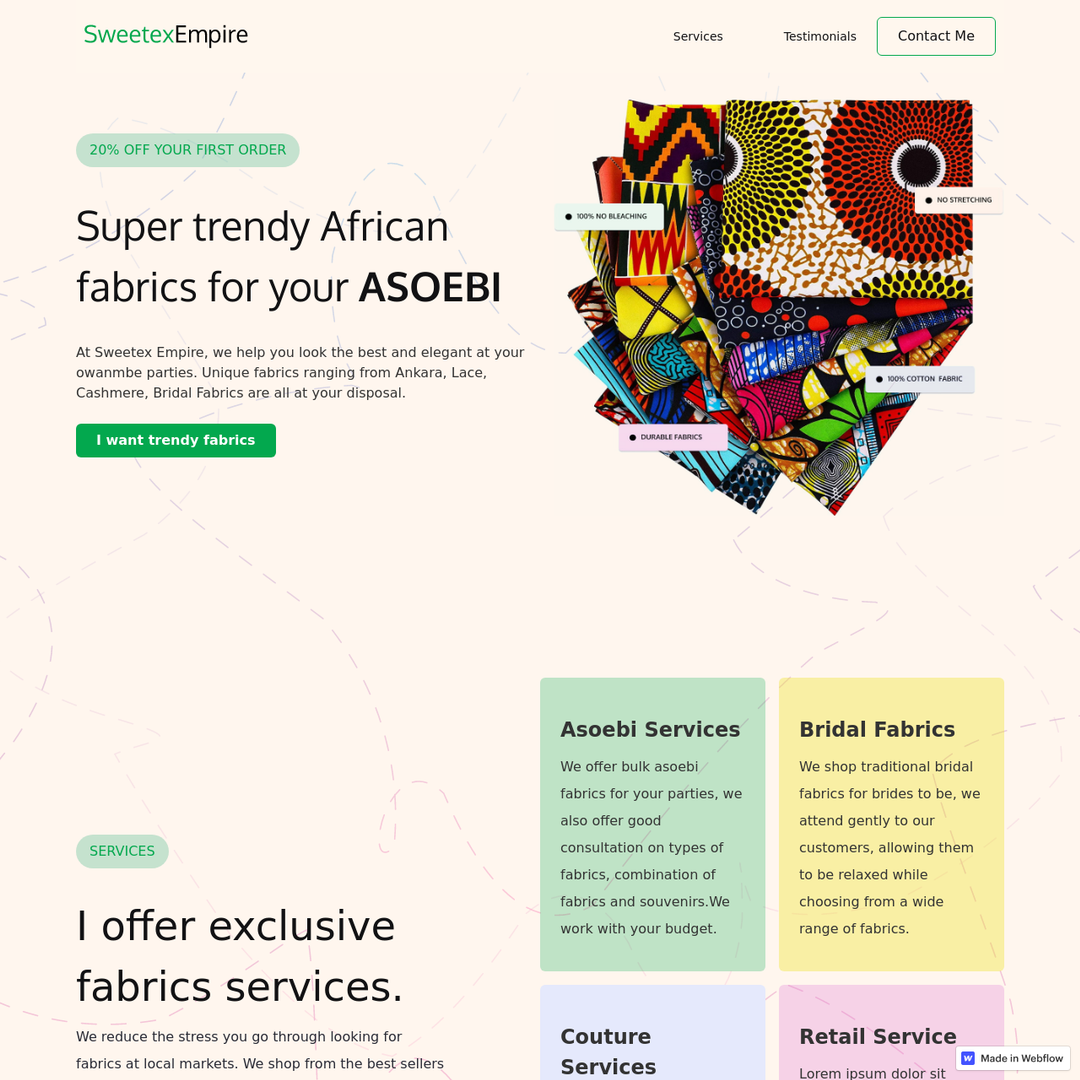 SweetexEmpire
Services
Testimonials
Contact Me
20% OFF YOUR FIRST ORDER
Super trendy African
fabrics for your ASOEBI
At Sweetex Empire, we help you look the best and elegant at your
owanmbe parties. Unique fabrics ranging from Ankara, Lace,
Cashmere, Bridal Fabrics are all at your disposal.
I want trendy fabrics
100% NO BLEACHING
NO STRETCHING
100% COTTON FABRIC
DURABLE FABRICS
SERVICES
I offer exclusive
fabrics services.
We reduce the stress you go through looking for
fabrics at local markets. We shop from the best sellers
Asoebi Services
We offer bulk asoebi
fabrics for your parties, we
also offer good
consultation on types of
fabrics, combination of
fabrics and souvenirs.We
work with your budget.
Bridal Fabrics
We shop traditional bridal
fabrics for brides to be, we
attend gently to our
customers, allowing them
to be relaxed while
choosing from a wide
range of fabrics.
Couture
Services
Retail Service
Lorem ipsum dolor sit
Made in Webflow